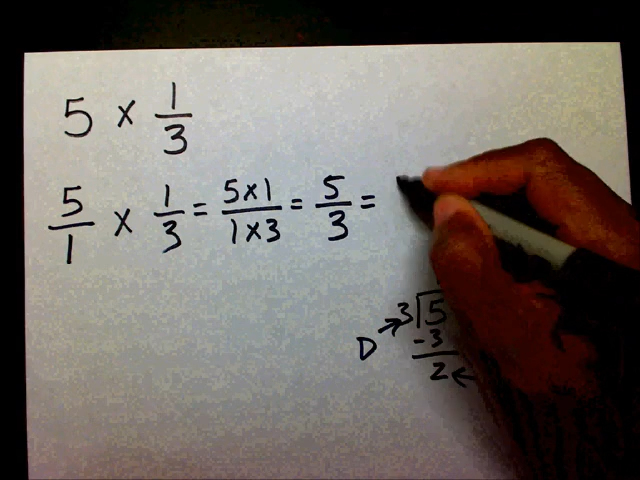 5 × 1/3
5/1 × 1/3 = 5×1/1×3 = 5/3 =
3⟌5
D → -3
2 ←